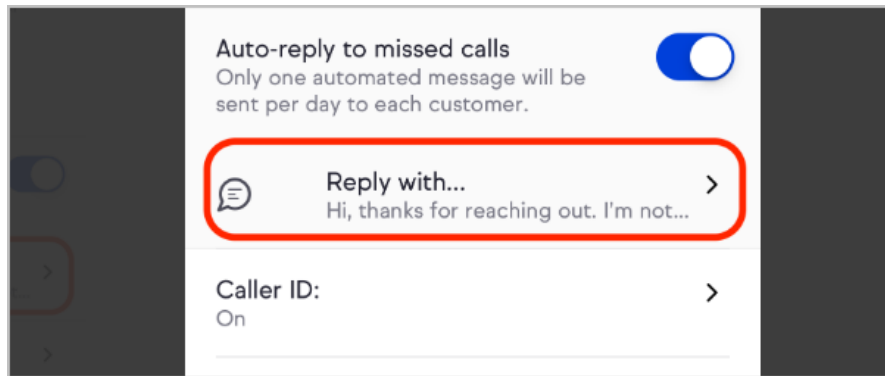 Auto-reply to missed calls
Only one automated message will be
sent per day to each customer.
Reply with...
Hi, thanks for reaching out. I'm not...
Caller ID:
On